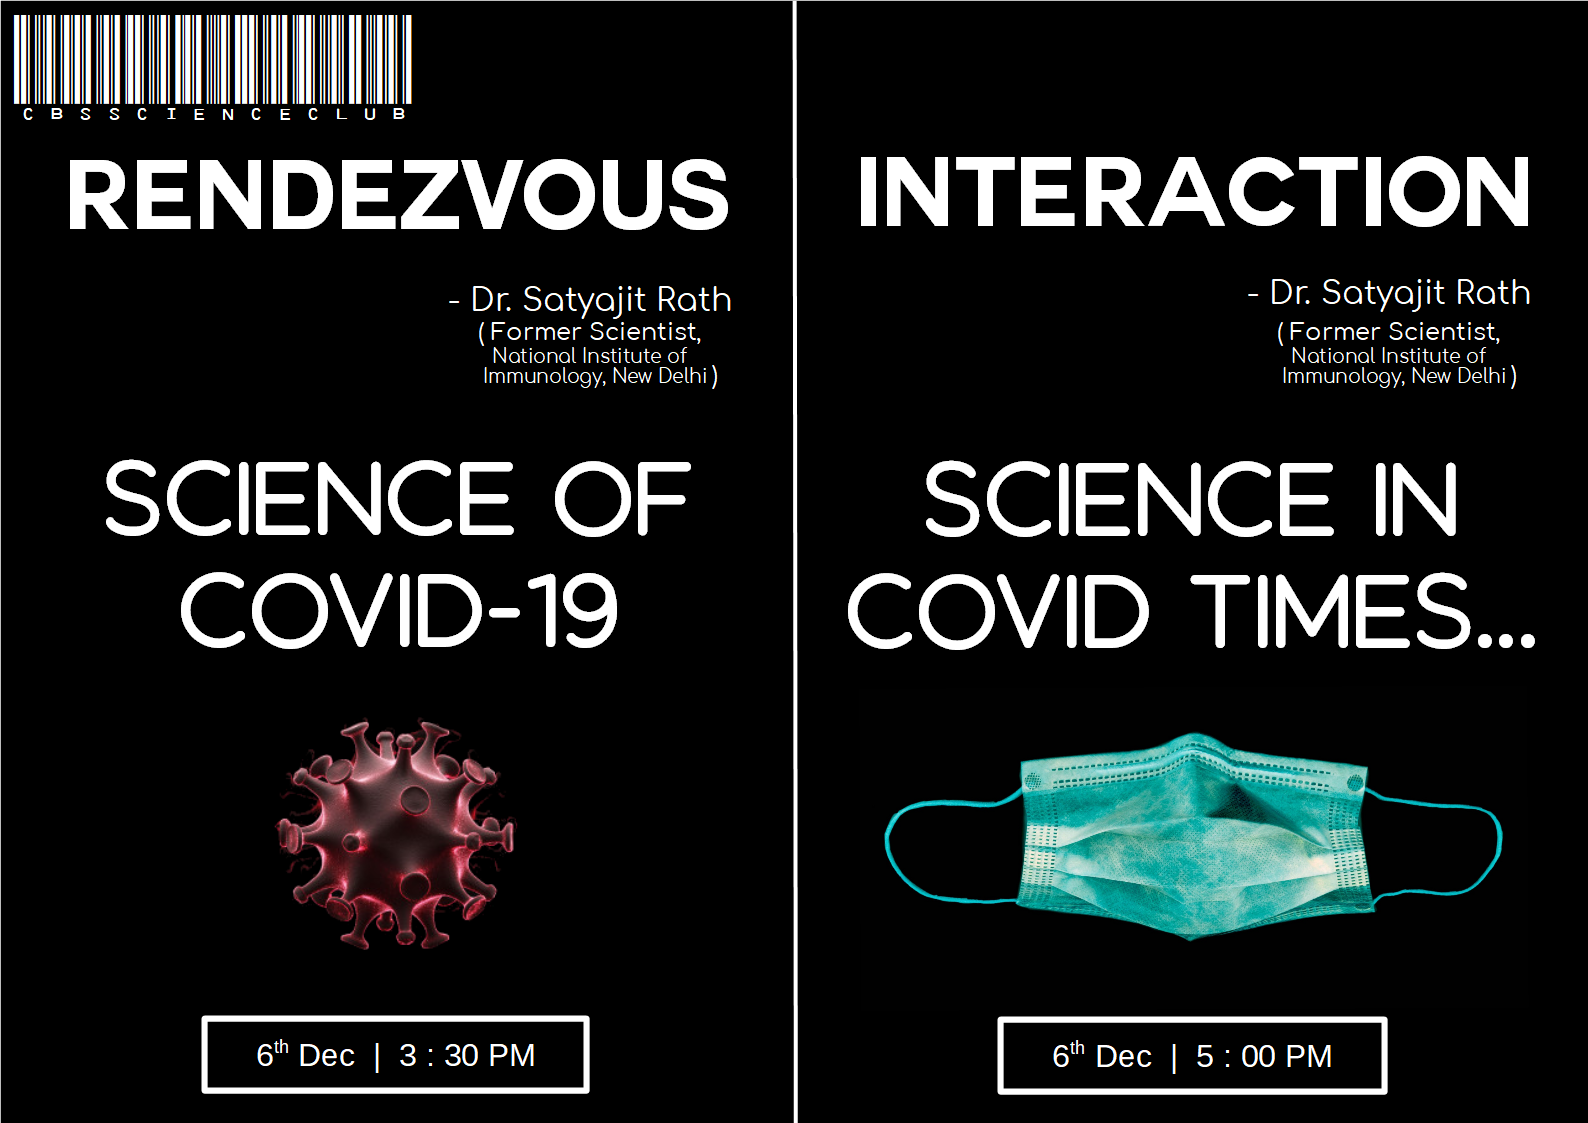 CBSSCIENCECLUB
RENDEZVOUS
- Dr. Satyajit Rath
( Former Scientist,
National Institute of
Immunology, New Delhi )
SCIENCE OF
COVID-19
6th Dec | 3 : 30 PM
INTERACTION
- Dr. Satyajit Rath
( Former Scientist,
National Institute of
Immunology, New Delhi )
SCIENCE IN
COVID TIMES...
6th Dec | 5 : 00 PM